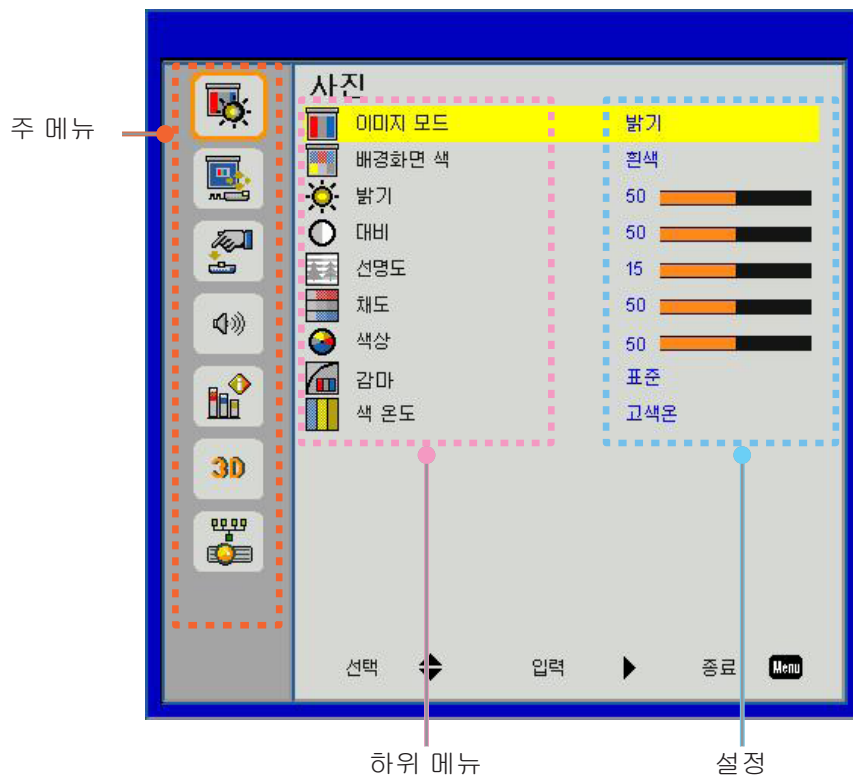 사진
주 메뉴
이미지 모드 밝기
배경화면 색 흰색
밝기 50
대비 50
선명도 15
채도 50
색상 50
감마 표준
색 온도 고색온
3D
선택 입력 종료 Menu
하위 메뉴 설정